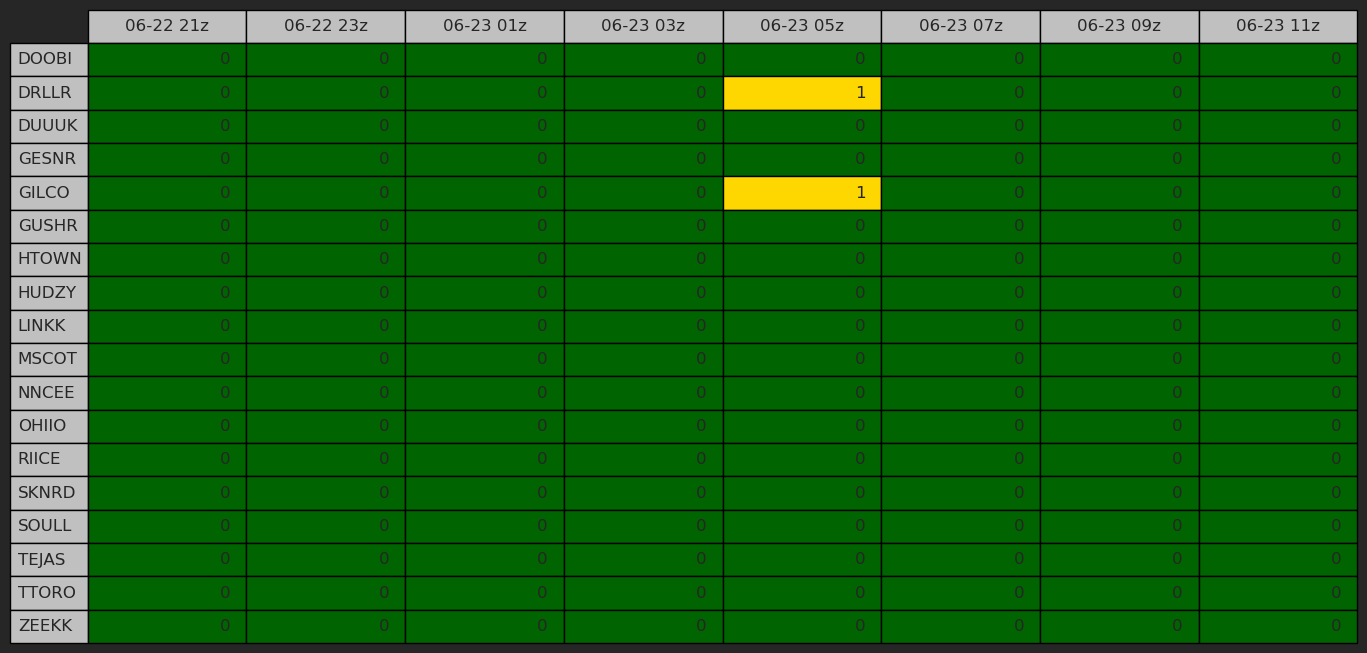 06-22 21z 06-22 23z 06-23 01z 06-23 03z 06-23 05z 06-23 07z 06-23 09z 06-23 11z
DOOBI 0 0 0 0 0 0 0 0
DRLLR 0 0 0 0 1 0 0 0
DUUUK 0 0 0 0 0 0 0 0
GESNR 0 0 0 0 0 0 0 0
GILCO 0 0 0 0 1 0 0 0
GUSHR 0 0 0 0 0 0 0 0
HTOWN 0 0 0 0 0 0 0 0
HUDZY 0 0 0 0 0 0 0 0
LINKK 0 0 0 0 0 0 0 0
MSCOT 0 0 0 0 0 0 0 0
NNCEE 0 0 0 0 0 0 0 0
OHIIO 0 0 0 0 0 0 0 0
RIICE 0 0 0 0 0 0 0 0
SKNRD 0 0 0 0 0 0 0 0
SOULL 0 0 0 0 0 0 0 0
TEJAS 0 0 0 0 0 0 0 0
TTORO 0 0 0 0 0 0 0 0
ZEEKK 0 0 0 0 0 0 0 0